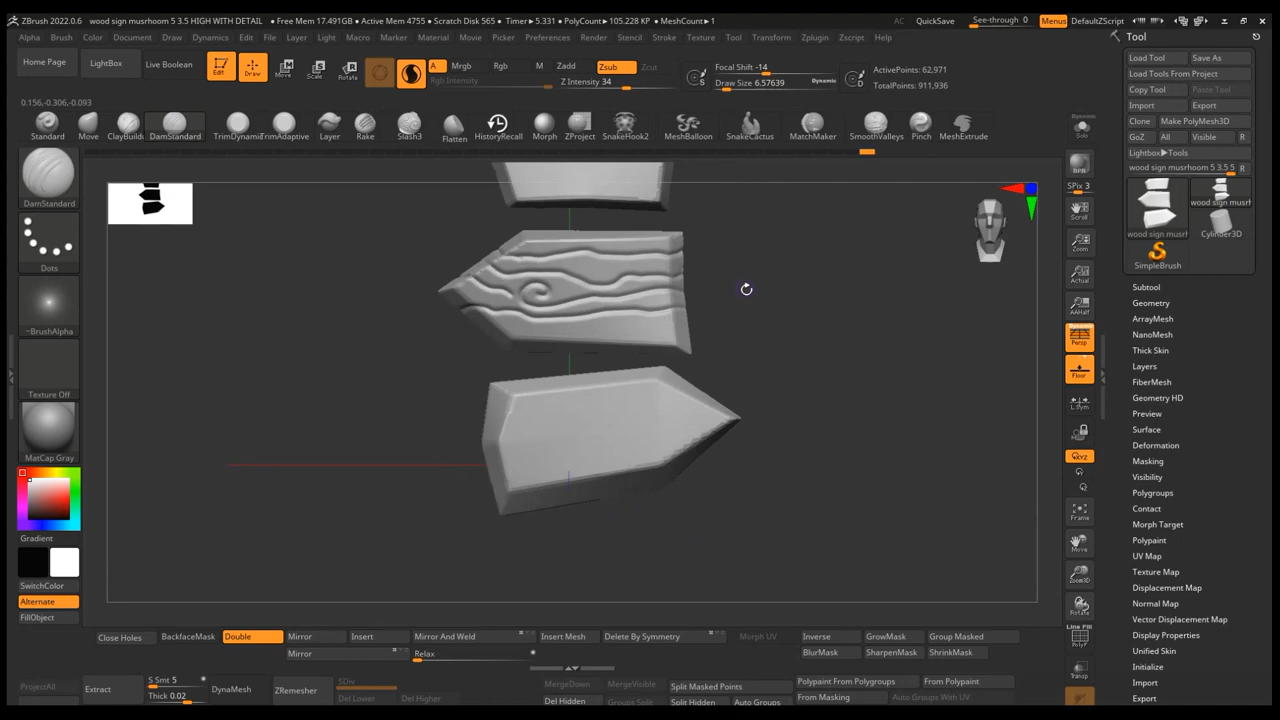 ZBrush 2022.0.6 wood sign musrhoom 5 3.5 HIGH WITH DETAIL • Free Mem 17.491GB • Active Mem 4755 • Scratch Disk 565 • Timer▸5.331 • PolyCount▸105.228 KP • MeshCount▸1 AC QuickSave See-through 0 Menus DefaultZScript
Alpha Brush Color Document Draw Dynamics Edit File Layer Light Macro Marker Material Movie Picker Preferences Render Stencil Stroke Texture Tool Transform Zplugin Zscript Help
Tool
Load Tool Save As
Load Tools From Project
Copy Tool Paste Tool
Import Export
Clone Make PolyMesh3D
GoZ All Visible R
Lightbox▸Tools
wood sign musrhoom 5 3.5 5 R
wood sign musrh
wood sign musrh
Cylinder3D
SimpleBrush
Home Page LightBox Live Boolean Edit Draw Move Scale Rotate
A Mrgb Rgb M Zadd Zsub Zcut
Rgb Intensity Z Intensity 34
S Focal Shift -14
Draw Size 6.57639 Dynamic D
ActivePoints: 62,971
TotalPoints: 911,936
0.156,-0.306,-0.093
Standard Move ClayBuild DamStandard TrimDynamic TrimAdaptive Layer Rake Slash3 Flatten HistoryRecall Morph ZProject SnakeHook2 MeshBalloon SnakeCactus MatchMaker SmoothValleys Pinch MeshExtrude
DamStandard
Dots
~BrushAlpha
Texture Off
MatCap Gray
Gradient
SwitchColor
Alternate
FillObject
Solo
BPR
SPix 3
Scroll
Zoom
Actual
AAHalf
Dynamic
Persp
Floor
L.Sym
XYZ
Frame
Move
Zoom3D
Rotate
Line Fill
PolyF
Transp
Subtool
Geometry
ArrayMesh
NanoMesh
Thick Skin
Layers
FiberMesh
Geometry HD
Preview
Surface
Deformation
Masking
Visibility
Polygroups
Contact
Morph Target
Polypaint
UV Map
Texture Map
Displacement Map
Normal Map
Vector Displacement Map
Display Properties
Unified Skin
Initialize
Import
Export
Close Holes BackfaceMask Double Mirror Insert Mirror And Weld Insert Mesh Delete By Symmetry Morph UV Inverse GrowMask Group Masked
Mirror Relax BlurMask SharpenMask ShrinkMask
ProjectAll Extract S Smt 5
Thick 0.02 DynaMesh ZRemesher SDiv
Del Lower Del Higher
MergeDown MergeVisible Split Masked Points Polypaint From Polygroups From Polypaint
Del Hidden Groups Split Split Hidden Auto Groups From Masking Auto Groups With UV